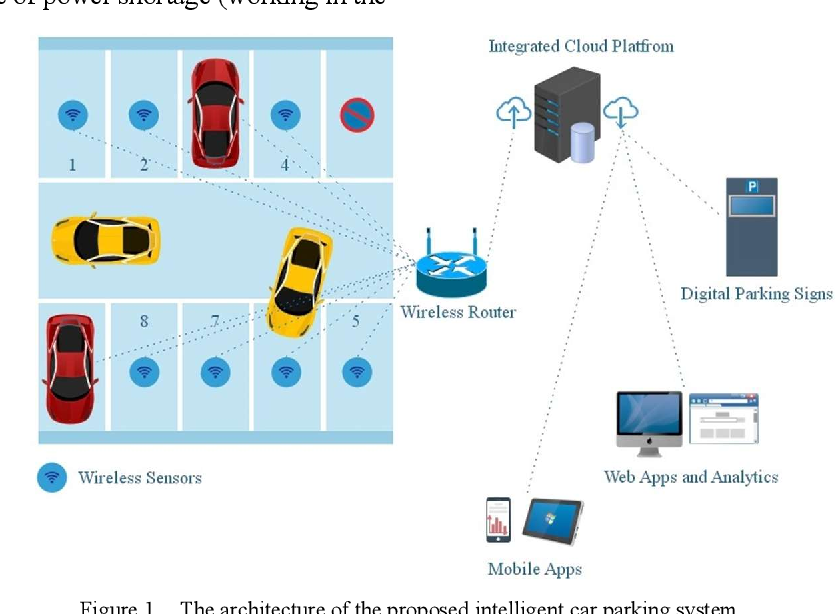 e of power shortage (working in the
Integrated Cloud Platfrom
1
2
4
P
Digital Parking Signs
Wireless Router
8
7
5
Wireless Sensors
Web Apps and Analytics
Mobile Apps
Figure 1. The architecture of the proposed intelligent car parking system